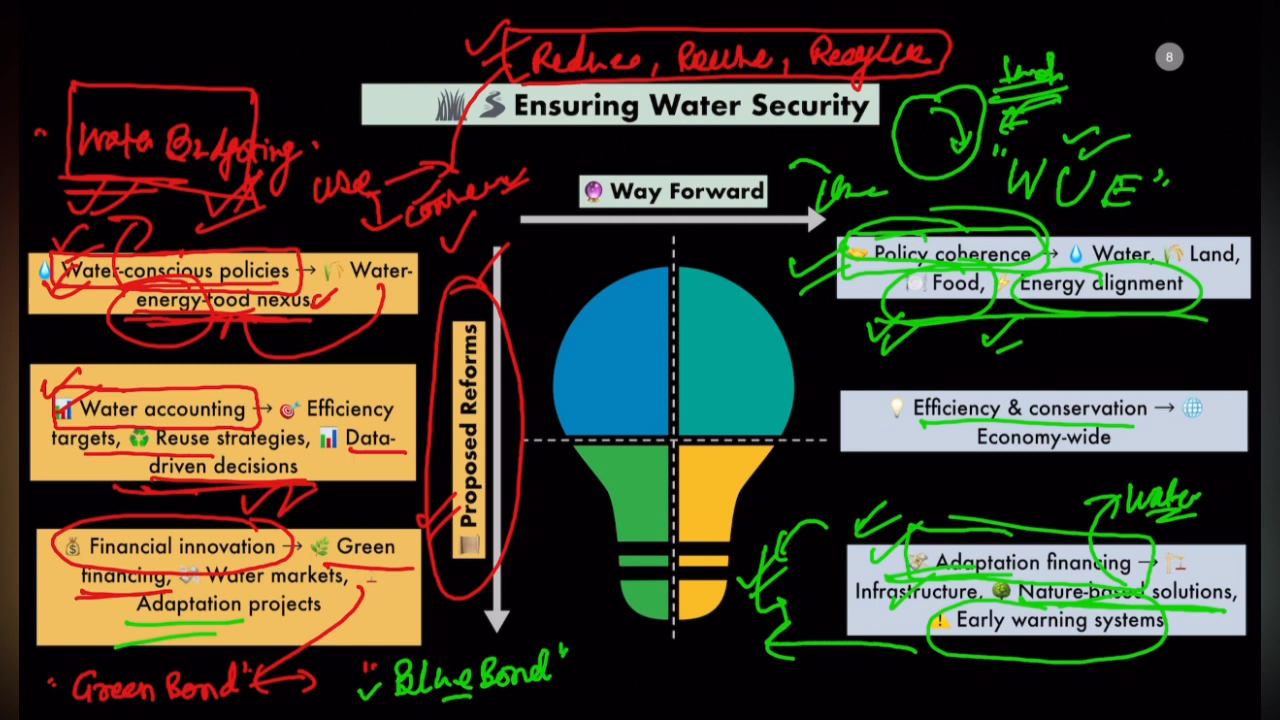 Reduce, Reuse, Recycle
8
Ensuring Water Security
"Water Budgeting"
Use
conserve
"WUE"
Way Forward
Use
Water-conscious policies → Water-
energy-food nexus
Policy coherence → Water, Land,
Food, Energy alignment
Proposed Reforms
Water accounting → Efficiency
targets, Reuse strategies, Data-
driven decisions
Efficiency & conservation →
Economy-wide
Water
Financial innovation → Green
financing, Water markets,
Adaptation projects
Adaptation financing →
Infrastructure, Nature-based solutions,
Early warning systems
"Green Bond"
"Blue Bond"